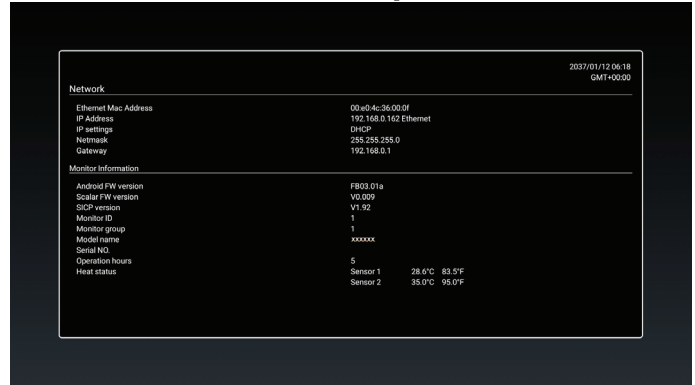 2037/01/12 06:18
GMT+00:00
Network
Ethernet Mac Address 00:e0:4c:36:00:0f
IP Address 192.168.0.162 Ethernet
IP settings DHCP
Netmask 255.255.255.0
Gateway 192.168.0.1
Monitor Information
Android FW version FB03.01a
Scalar FW version V0.009
SICP version V1.92
Monitor ID 1
Monitor group 1
Model name xxxxxx
Serial NO.
Operation hours 5
Heat status Sensor 1 28.6°C 83.5°F
Sensor 2 35.0°C 95.0°F